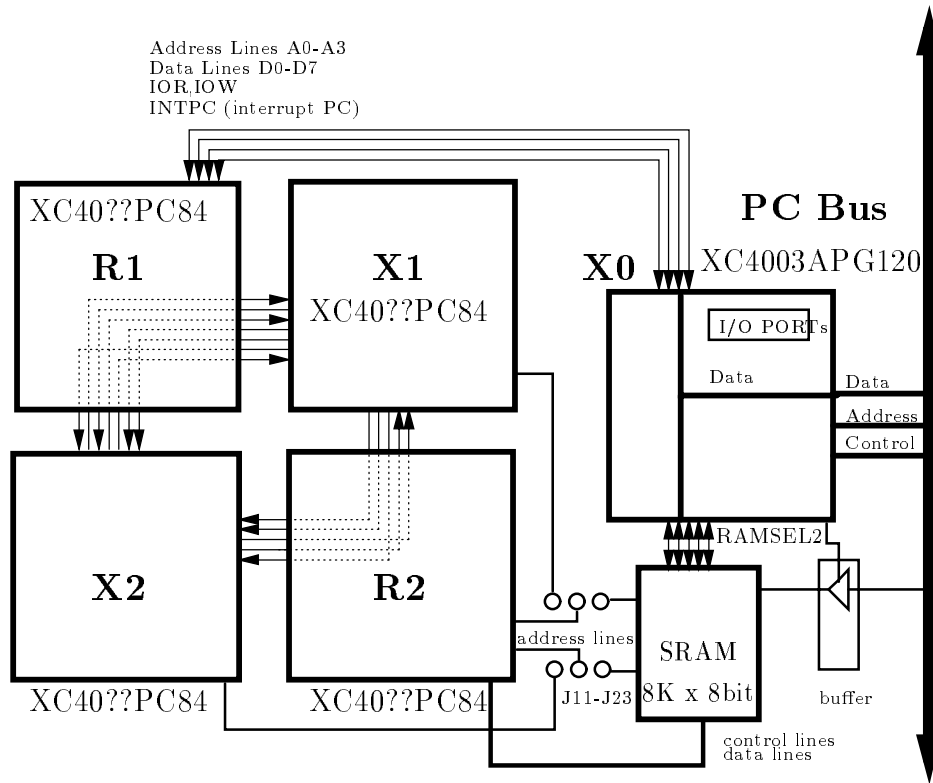 Address Lines A0-A3
Data Lines D0-D7
IOR,IOW
INTPC (interrupt PC)
PC Bus
XC40??PC84
R1
X1
XC40??PC84
X0
XC4003APG120
I/O PORTs
Data
Data
Address
Control
RAMSEL2
X2
R2
address lines
SRAM
8K x 8bit
J11-J23
XC40??PC84
XC40??PC84
buffer
control lines
data lines